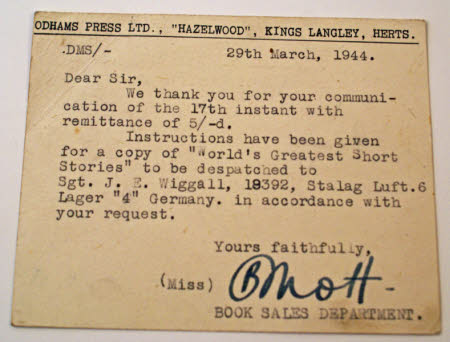 ODHAMS PRESS LTD., "HAZELWOOD", KINGS LANGLEY, HERTS.
DMS/-
29th March, 1944.
Dear Sir,
We thank you for your communi-
cation of the 17th instant with
remittance of 5/-d.
Instructions have been given
for a copy of "World's Greatest Short
Stories" to be despatched to
Sgt. J. E. Wiggall, 18392, Stalag Luft.6
Lager "4" Germany. in accordance with
your request.
Yours faithfully,
(Miss) B Mott-
BOOK SALES DEPARTMENT.